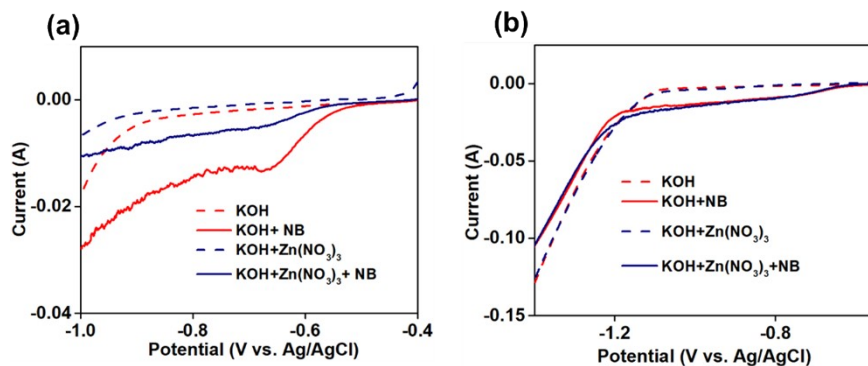 (a)
0.00
-0.02
-0.04
Current (A)
KOH
KOH+ NB
KOH+Zn(NO3)3
KOH+Zn(NO3)3+ NB
-1.0 -0.8 -0.6 -0.4
Potential (V vs. Ag/AgCl)
(b)
0.00
-0.05
-0.10
-0.15
Current (A)
KOH
KOH+NB
KOH+Zn(NO3)3
KOH+Zn(NO3)3+NB
-1.2 -0.8
Potential (V vs. Ag/AgCl)